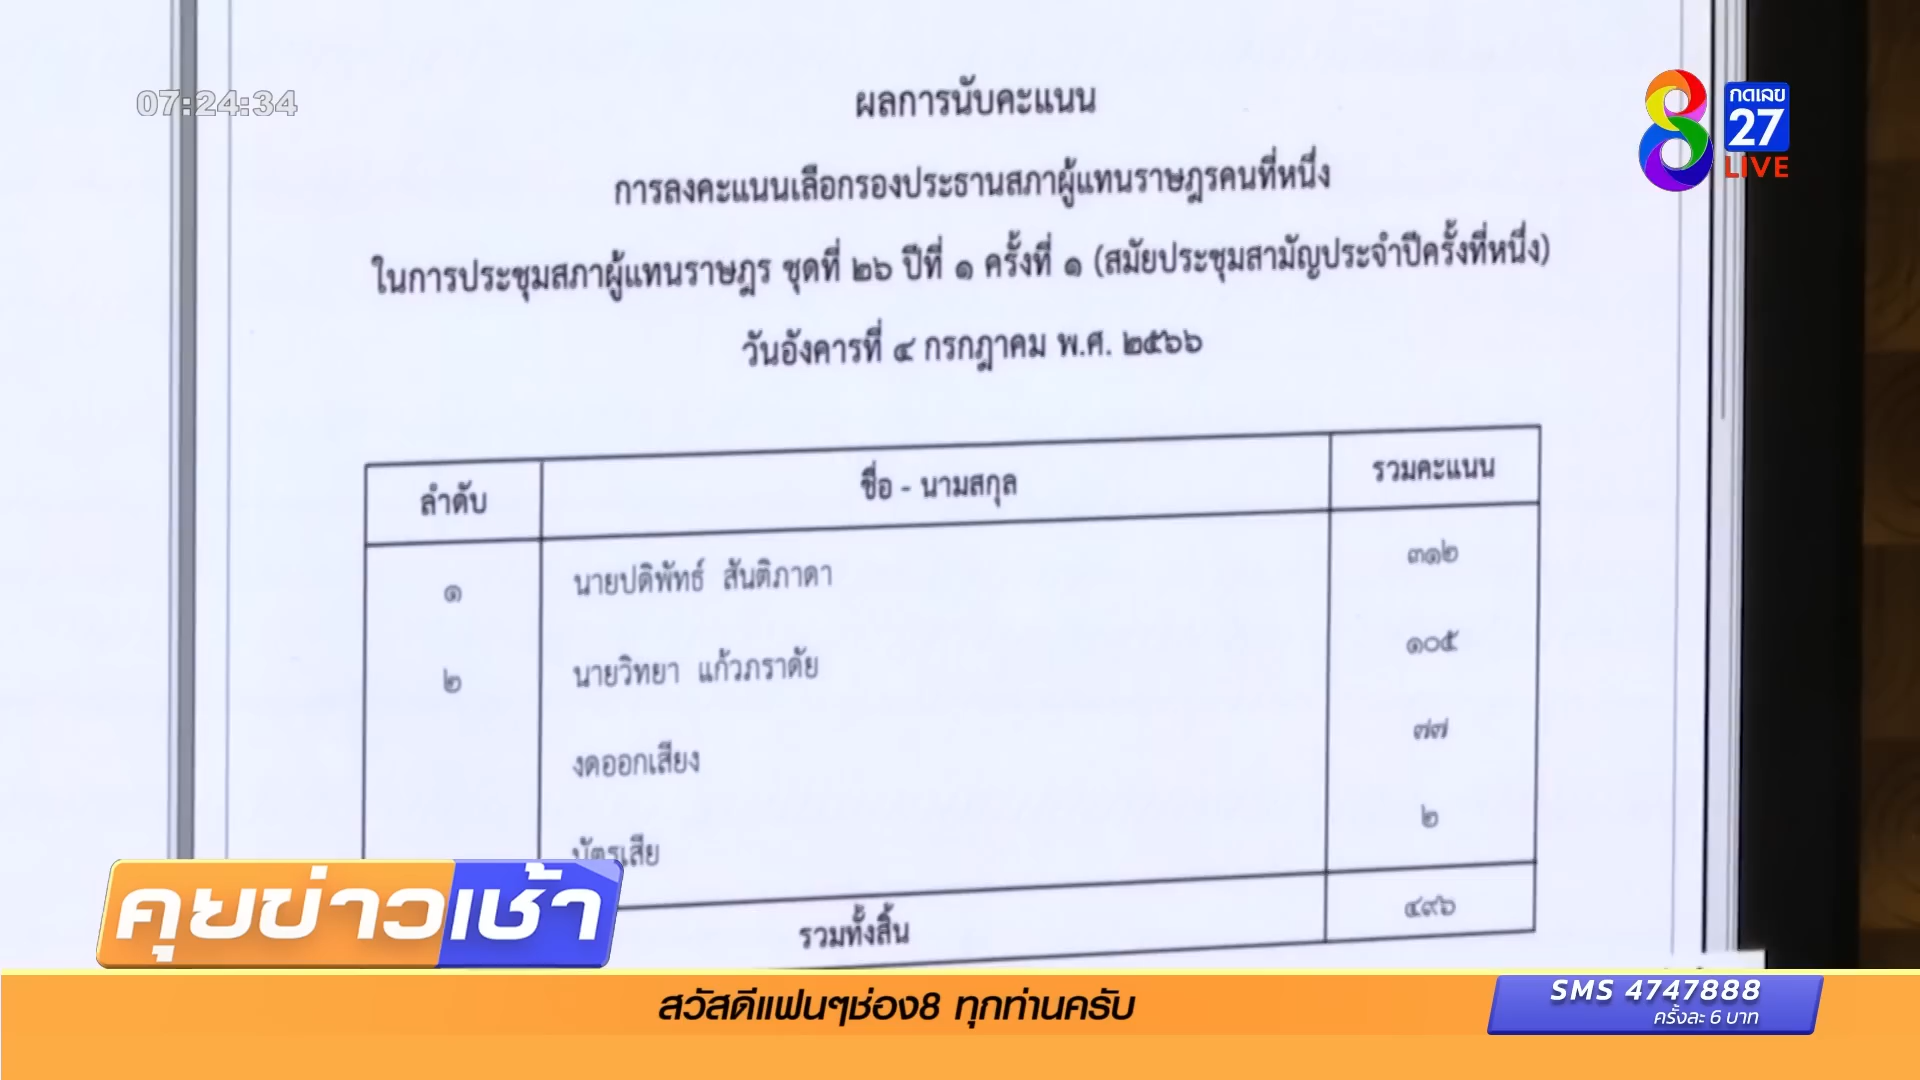 07:24:34
กดเลข
27
LIVE
8
ผลการนับคะแนน
การลงคะแนนเลือกรองประธานสภาผู้แทนราษฎรคนที่หนึ่ง
ในการประชุมสภาผู้แทนราษฎร ชุดที่ ๒๖ ปีที่ ๑ ครั้งที่ ๑ (สมัยประชุมสามัญประจำปีครั้งที่หนึ่ง)
วันอังคารที่ ๔ กรกฎาคม พ.ศ. ๒๕๖๖
ลำดับ ชื่อ - นามสกุล รวมคะแนน
๑ นายปดิพัทธ์ สันติภาดา ๓๑๒
๒ นายวิทยา แก้วภราดัย ๑๐๕
งดออกเสียง ๗๗
บัตรเสีย ๒
รวมทั้งสิ้น ๔๙๖
คุยข่าวเช้า
สวัสดีแฟนๆช่อง8 ทุกท่านครับ
SMS 4747888
ครั้งละ 6 บาท